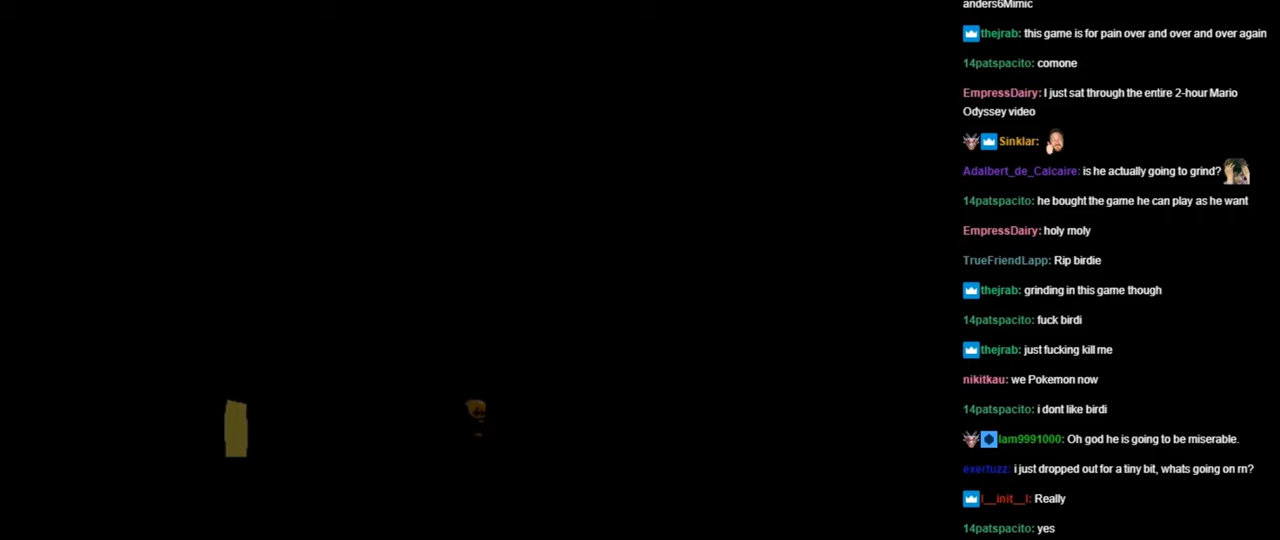 anders6Mimic
thejrab: this game is for pain over and over and over again
14patspacito: comone
EmpressDairy: I just sat through the entire 2-hour Mario
Odyssey video
Sinklar:
Adalbert_de_Calcaire: is he actually going to grind?
14patspacito: he bought the game he can play as he want
EmpressDairy: holy moly
TrueFriendLapp: Rip birdie
thejrab: grinding in this game though
14patspacito: fuck birdi
thejrab: just fucking kill me
nikitkau: we Pokemon now
14patspacito: i dont like birdi
lam9991000: Oh god he is going to be miserable.
exertuzz: i just dropped out for a tiny bit, whats going on rn?
l__init__l: Really
14patspacito: yes